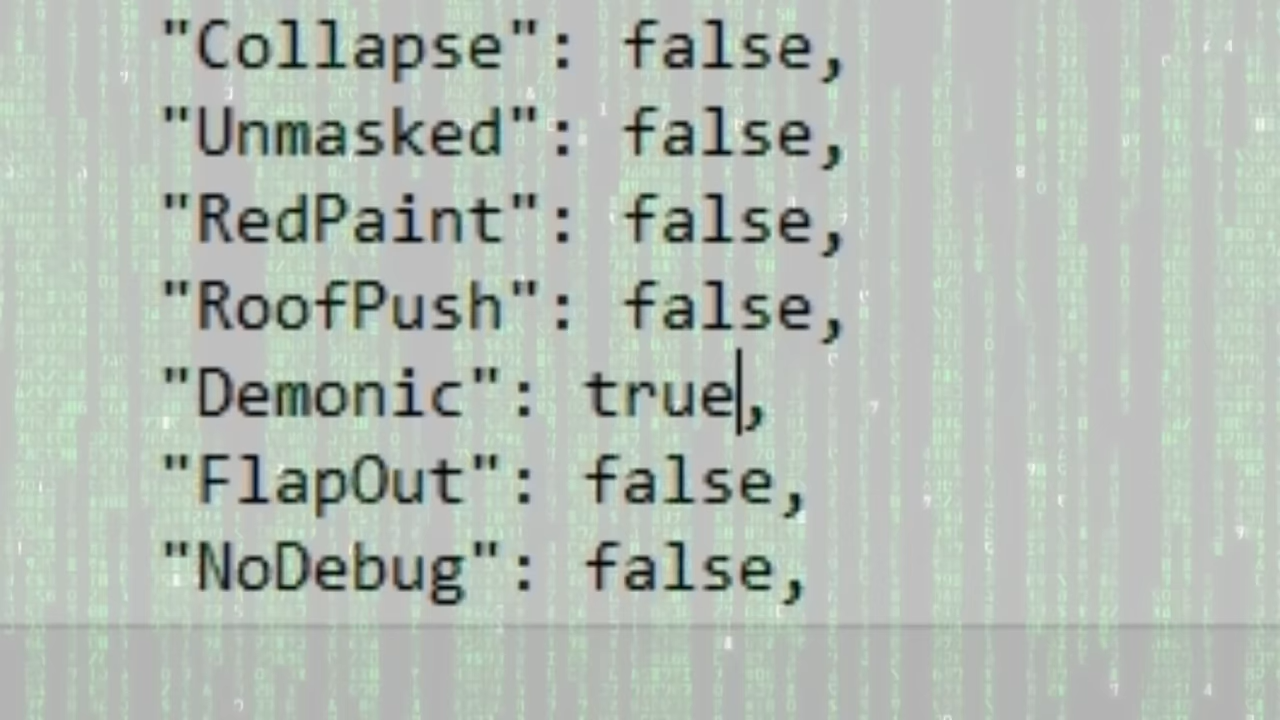 "Collapse": false,
"Unmasked": false,
"RedPaint": false,
"RoofPush": false,
"Demonic": true,
"FlapOut": false,
"NoDebug": false,